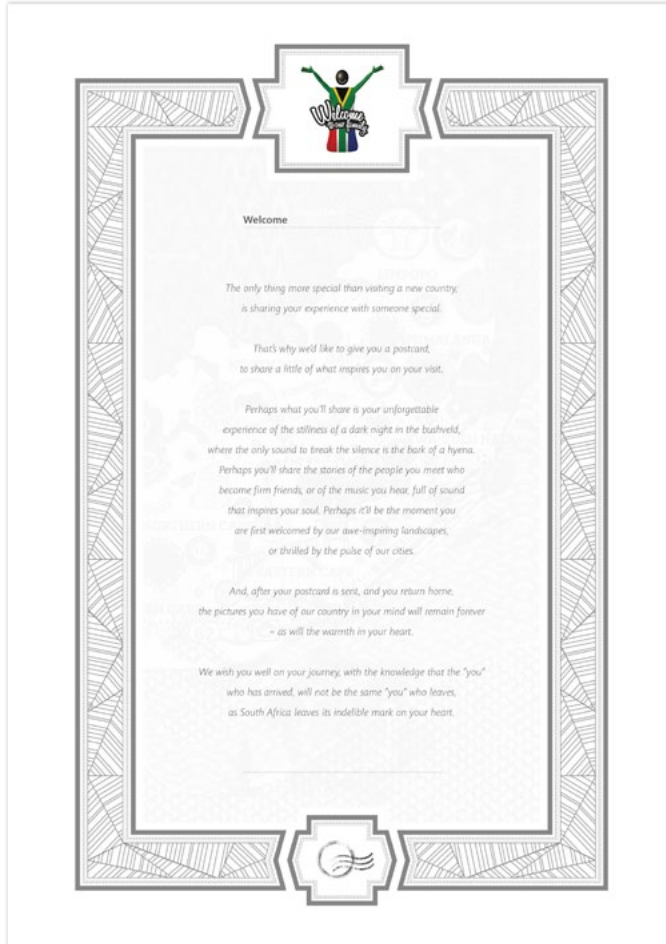 Welcome
to our family
Welcome
The only thing more special than visiting a new country,
is sharing your experience with someone special.
That's why we'd like to give you a postcard,
to share a little of what inspires you on your visit.
Perhaps what you'll share is your unforgettable
experience of the stillness of a dark night in the bushveld,
where the only sound to break the silence is the bark of a hyena.
Perhaps you'll share the stories of the people you meet who
become firm friends, or of the music you hear, full of sound
that inspires your soul. Perhaps it'll be the moment you
are first welcomed by our awe-inspiring landscapes,
or thrilled by the pulse of our cities.
And, after your postcard is sent, and you return home,
the pictures you have of our country in your mind will remain forever
– as will the warmth in your heart.
We wish you well on your journey, with the knowledge that the "you"
who has arrived, will not be the same "you" who leaves,
as South Africa leaves its indelible mark on your heart.